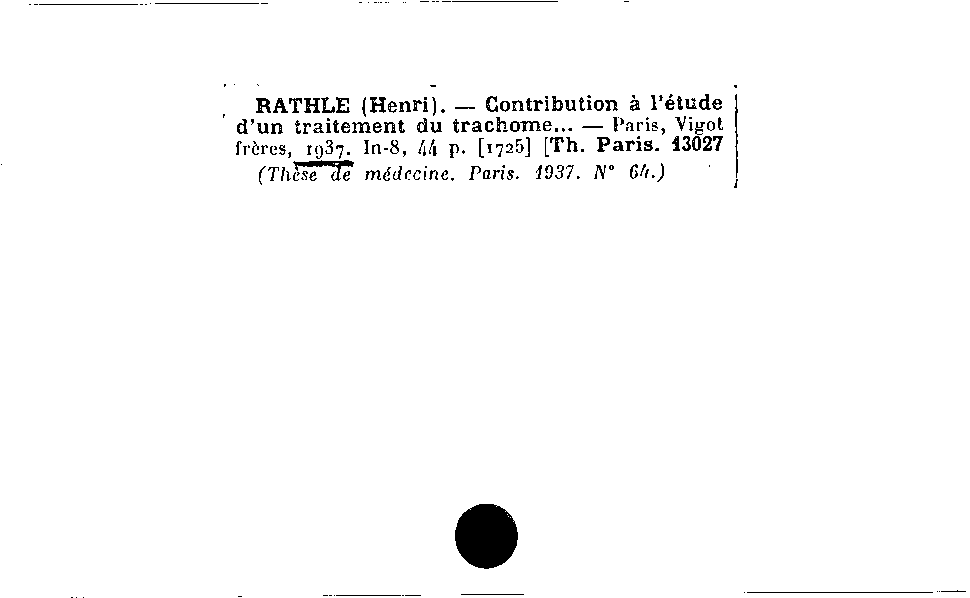 RATHLE (Henri). — Contribution à l'étude
d'un traitement du trachome... — Paris, Vigot
frères, 1937. In-8, 44 p. [1725] [Th. Paris. 13027
(Thèse de médecine. Paris. 1937. N° 64.)